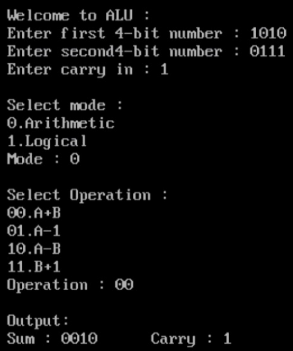 Welcome to ALU :
Enter first 4-bit number : 1010
Enter second4-bit number : 0111
Enter carry in : 1
Select mode :
0.Arithmetic
1.Logical
Mode : 0
Select Operation :
00.A+B
01.A-1
10.A-B
11.B+1
Operation : 00
Output:
Sum : 0010 Carry : 1